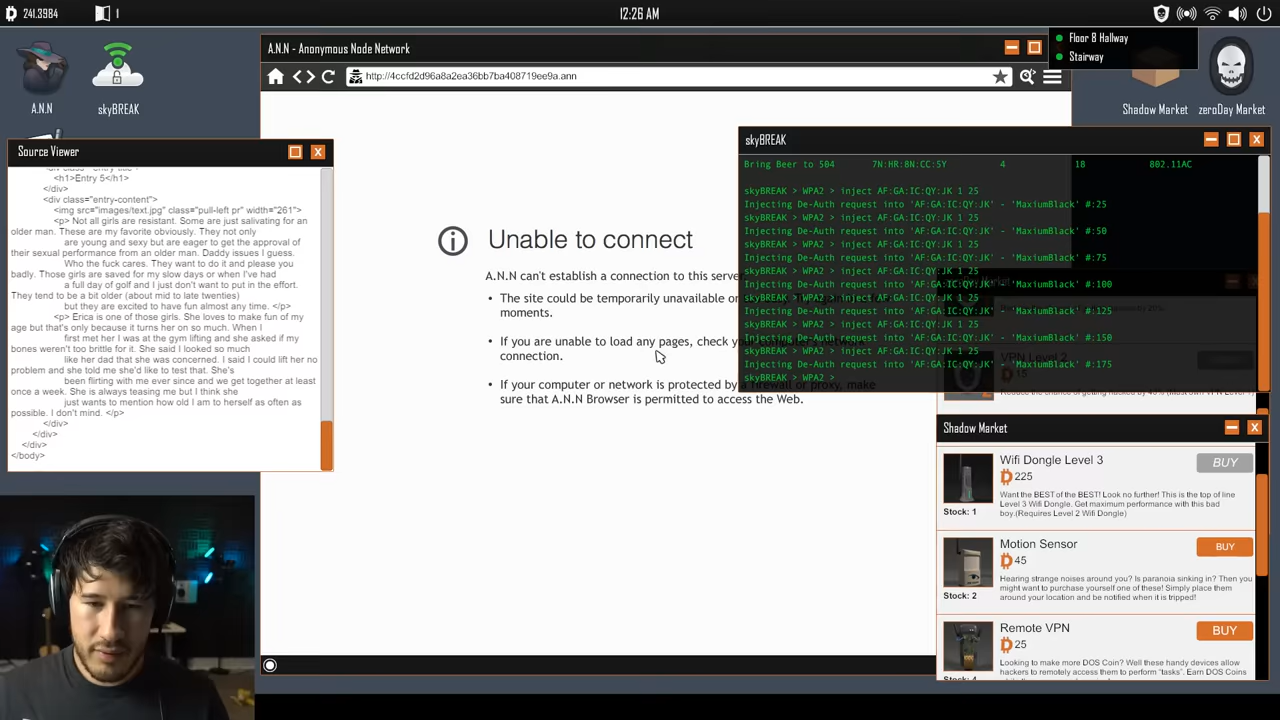 241.3984
1
12:26 AM
Floor 8 Hallway
Stairway
A.N.N
skyBREAK
Shadow Market
zeroDay Market
A.N.N - Anonymous Node Network
http://4ccfd2d96a8a2ea36bb7ba408719ee9a.ann
Source Viewer
<h1>Entry 5</h1>
</div>
<div class="entry-content">
<img src="images/text.jpg" class="pull-left pr" width="261">
<p> Not all girls are resistant. Some are just salivating for an
older man. These are my favorite obviously. They not only
are young and sexy but are eager to get the approval of
their sexual performance from an older man. Daddy issues I guess.
Who the fuck cares. They want to do it and please you
badly. Those girls are saved for my slow days or when I've had
a full day of golf and I just don't want to put in the effort.
They tend to be a bit older (about mid to late twenties)
but they are excited to have fun almost any time. </p>
<p> Erica is one of those girls. She loves to make fun of my
age but that's only because it turns her on so much. When I
first met her I was at the gym lifting and she asked if my
bones weren't too brittle for it. She said I looked so much
like her dad that she was concerned. I said I could lift her no
problem and she told me she'd like to test that. She's
been flirting with me ever since and we get together at least
once a week. She is always teasing me but I think she
just wants to mention how old I am to herself as often as
possible. I don't mind. </p>
</div>
</div>
</div>
</body>
Unable to connect
A.N.N can't establish a connection to this serve
• The site could be temporarily unavailable or
moments.
• If you are unable to load any pages, check
connection.
• If your computer or network is protected by a firewall or proxy, make
sure that A.N.N Browser is permitted to access the Web.
skyBREAK
Bring Beer to 504 7N:HR:8N:CC:5Y 4 18 802.11AC
skyBREAK > WPA2 > inject AF:GA:IC:QY:JK 1 25
Injecting De-Auth request into 'AF:GA:IC:QY:JK' - 'MaxiumBlack' #:25
skyBREAK > WPA2 > inject AF:GA:IC:QY:JK 1 25
Injecting De-Auth request into 'AF:GA:IC:QY:JK' - 'MaxiumBlack' #:50
skyBREAK > WPA2 > inject AF:GA:IC:QY:JK 1 25
Injecting De-Auth request into 'AF:GA:IC:QY:JK' - 'MaxiumBlack' #:75
skyBREAK > WPA2 > inject AF:GA:IC:QY:JK 1 25
Injecting De-Auth request into 'AF:GA:IC:QY:JK' - 'MaxiumBlack' #:100
skyBREAK > WPA2 > inject AF:GA:IC:QY:JK 1 25
Injecting De-Auth request into 'AF:GA:IC:QY:JK' - 'MaxiumBlack' #:125
skyBREAK > WPA2 > inject AF:GA:IC:QY:JK 1 25
Injecting De-Auth request into 'AF:GA:IC:QY:JK' - 'MaxiumBlack' #:150
skyBREAK > WPA2 > inject AF:GA:IC:QY:JK 1 25
Injecting De-Auth request into 'AF:GA:IC:QY:JK' - 'MaxiumBlack' #:175
skyBREAK > WPA2 >
VPN Level 2
15
Shadow Market
Wifi Dongle Level 3
BUY
225
Want the BEST of the BEST! Look no further! This is the top of line
Level 3 Wifi Dongle. Get maximum performance with this bad
boy.(Requires Level 2 Wifi Dongle)
Stock: 1
Motion Sensor
BUY
45
Hearing strange noises around you? Is paranoia sinking in? Then you
might want to purchase yourself one of these! Simply place them
around your location and be notified when it is tripped!
Stock: 2
Remote VPN
BUY
25
Looking to make more DOS Coin? Well these handy devices allow
hackers to remotely access them to perform "tasks". Earn DOS Coins
Stock: 4